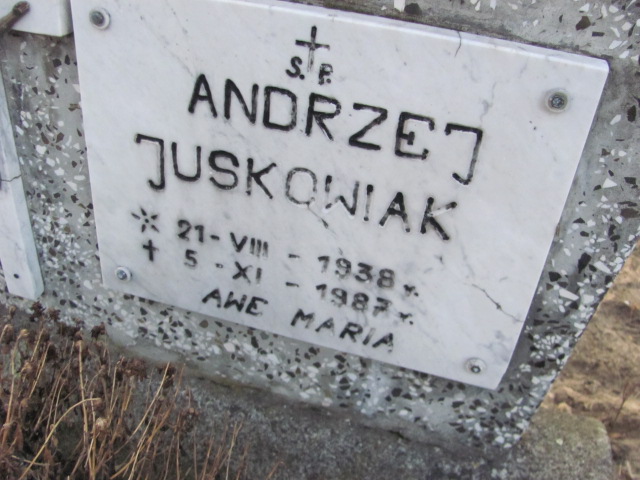 Ś.P.
ANDRZEJ
JUSKOWIAK
* 21-VIII - 1938 r.
✝ 5 - XI - 1987 r.
AWE MARIA